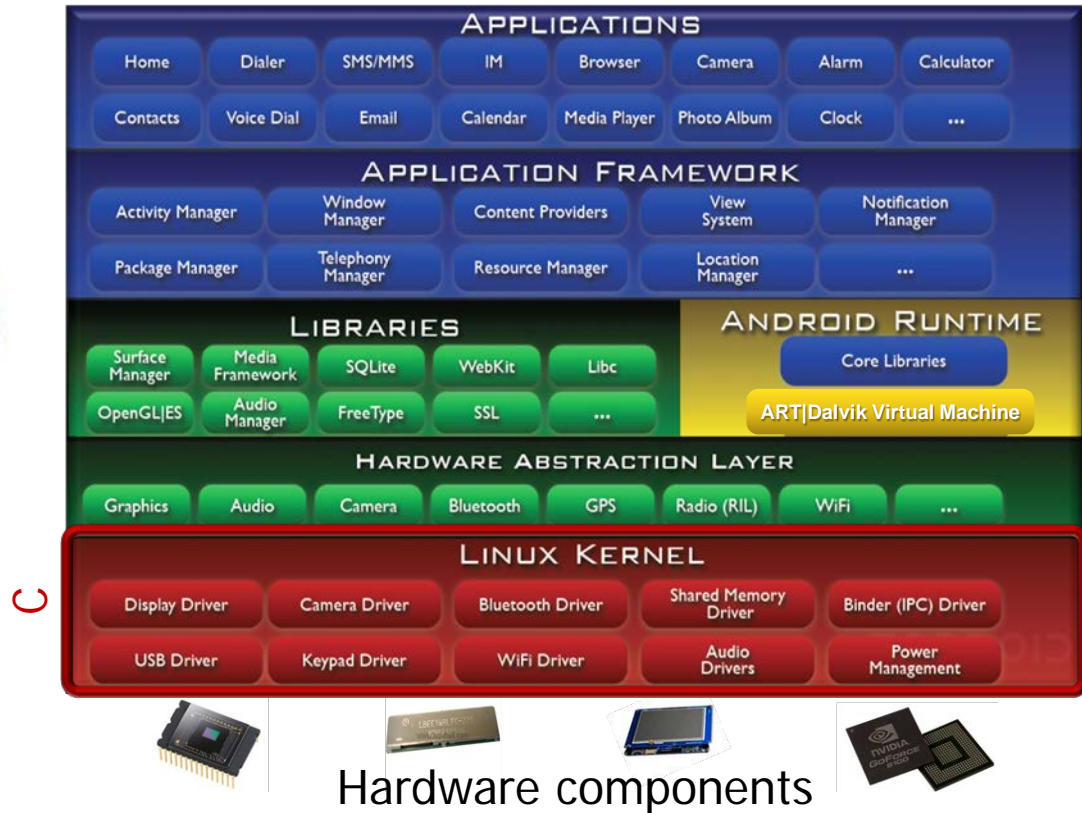 APPLICATIONS
Home Dialer SMS/MMS IM Browser Camera Alarm Calculator
Contacts Voice Dial Email Calendar Media Player Photo Album Clock ...
APPLICATION FRAMEWORK
Activity Manager Window Manager Content Providers View System Notification Manager
Package Manager Telephony Manager Resource Manager Location Manager ...
LIBRARIES ANDROID RUNTIME
Surface Manager Media Framework SQLite WebKit Libc Core Libraries
OpenGL|ES Audio Manager FreeType SSL ... ART|Dalvik Virtual Machine
HARDWARE ABSTRACTION LAYER
Graphics Audio Camera Bluetooth GPS Radio (RIL) WiFi ...
LINUX KERNEL
C
Display Driver Camera Driver Bluetooth Driver Shared Memory Driver Binder (IPC) Driver
USB Driver Keypad Driver WiFi Driver Audio Drivers Power Management
NVIDIA
GOFORCE
Hardware components